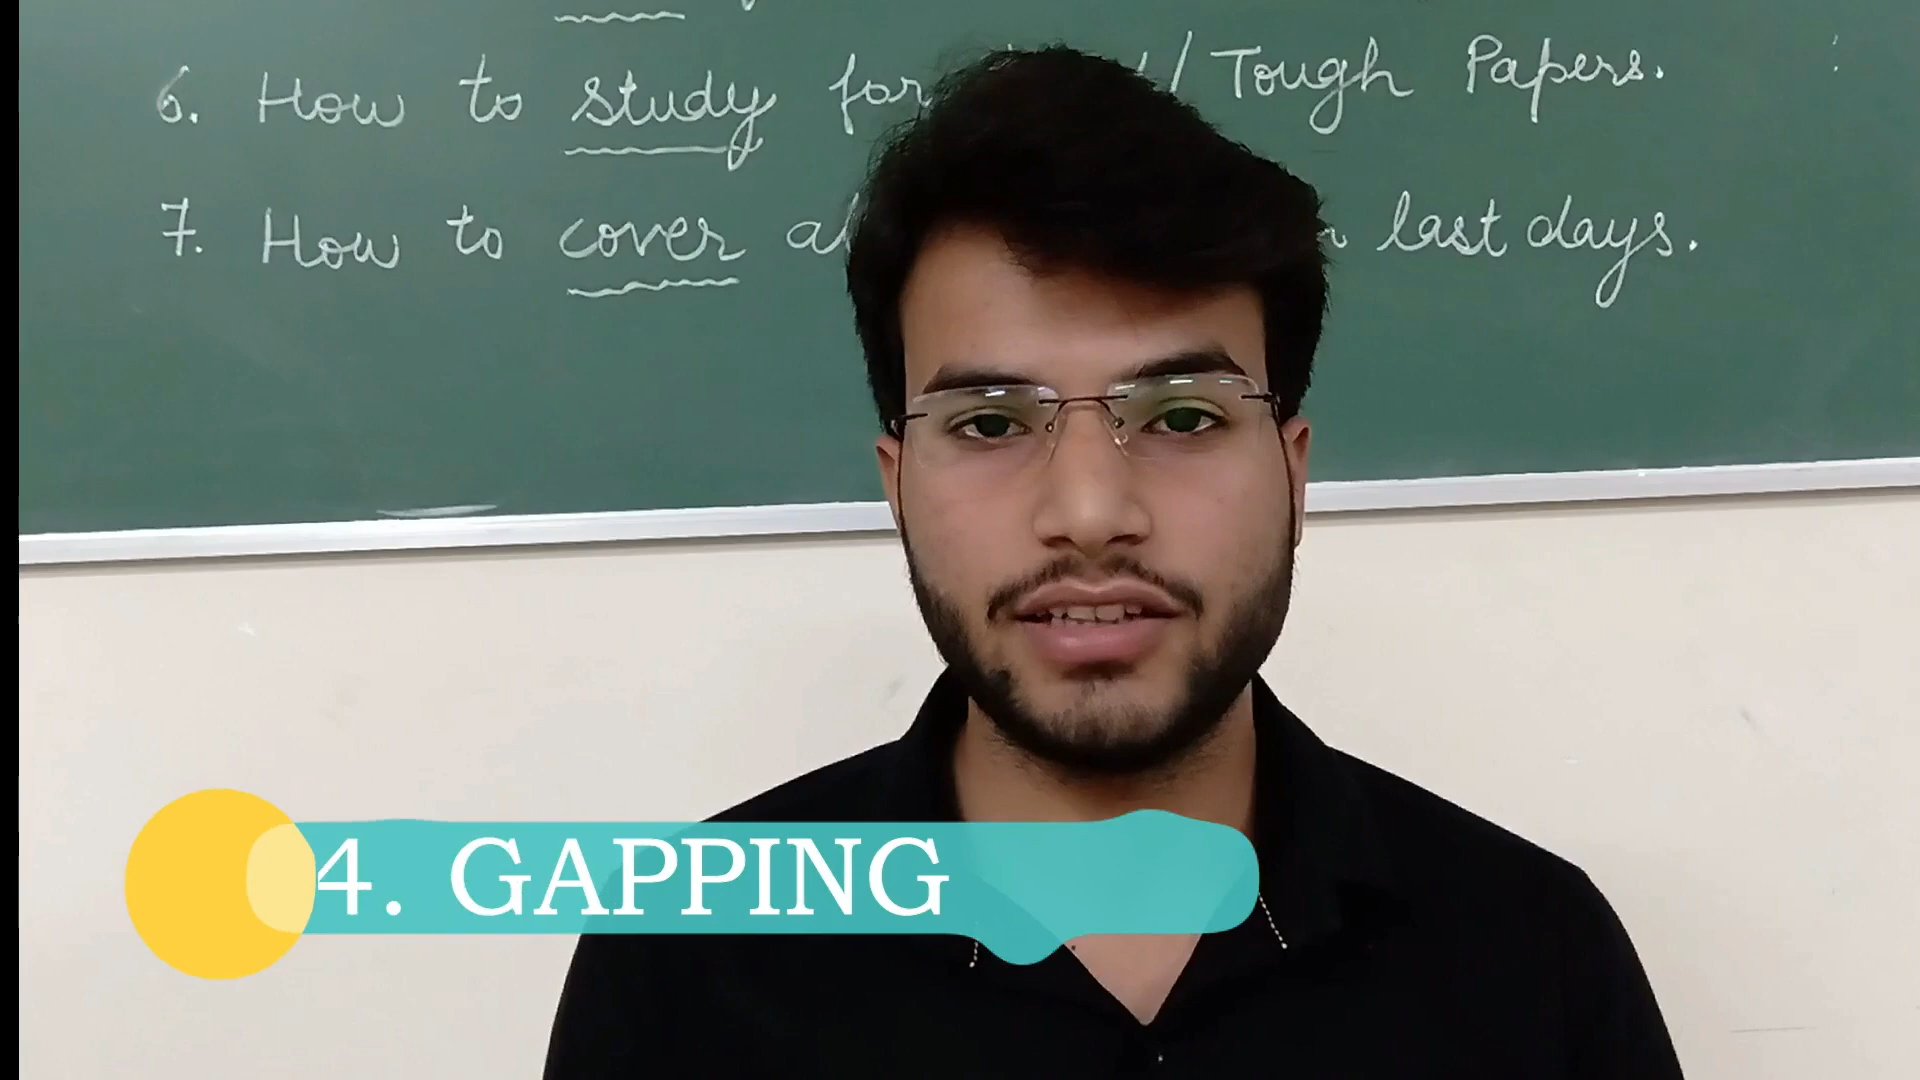 6. How to study for / Tough Papers.
7. How to cover last days.
4. GAPPING